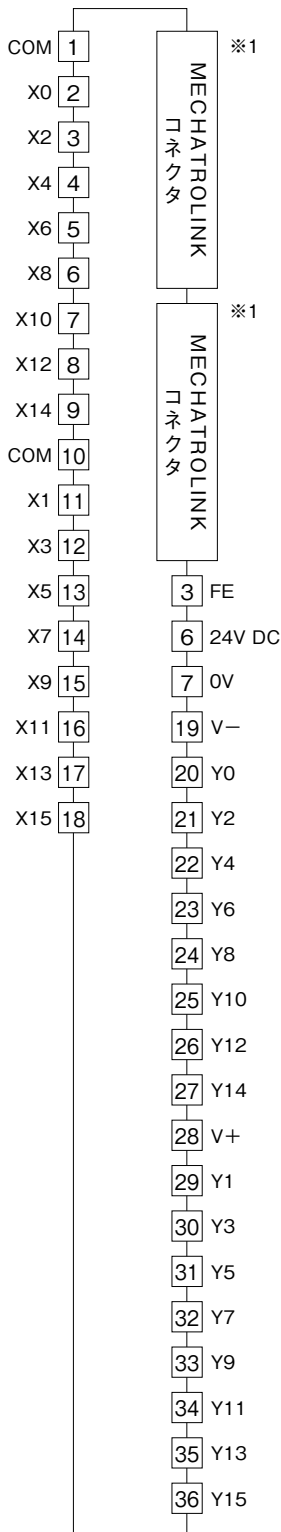 COM 1
X0 2
X2 3
X4 4
X6 5
X8 6
X10 7
X12 8
X14 9
COM 10
X1 11
X3 12
X5 13
X7 14
X9 15
X11 16
X13 17
X15 18
MECHATROLINK
コネクタ
※1
MECHATROLINK
コネクタ
※1
3 FE
6 24V DC
7 0V
19 V−
20 Y0
21 Y2
22 Y4
23 Y6
24 Y8
25 Y10
26 Y12
27 Y14
28 V+
29 Y1
30 Y3
31 Y5
32 Y7
33 Y9
34 Y11
35 Y13
36 Y15